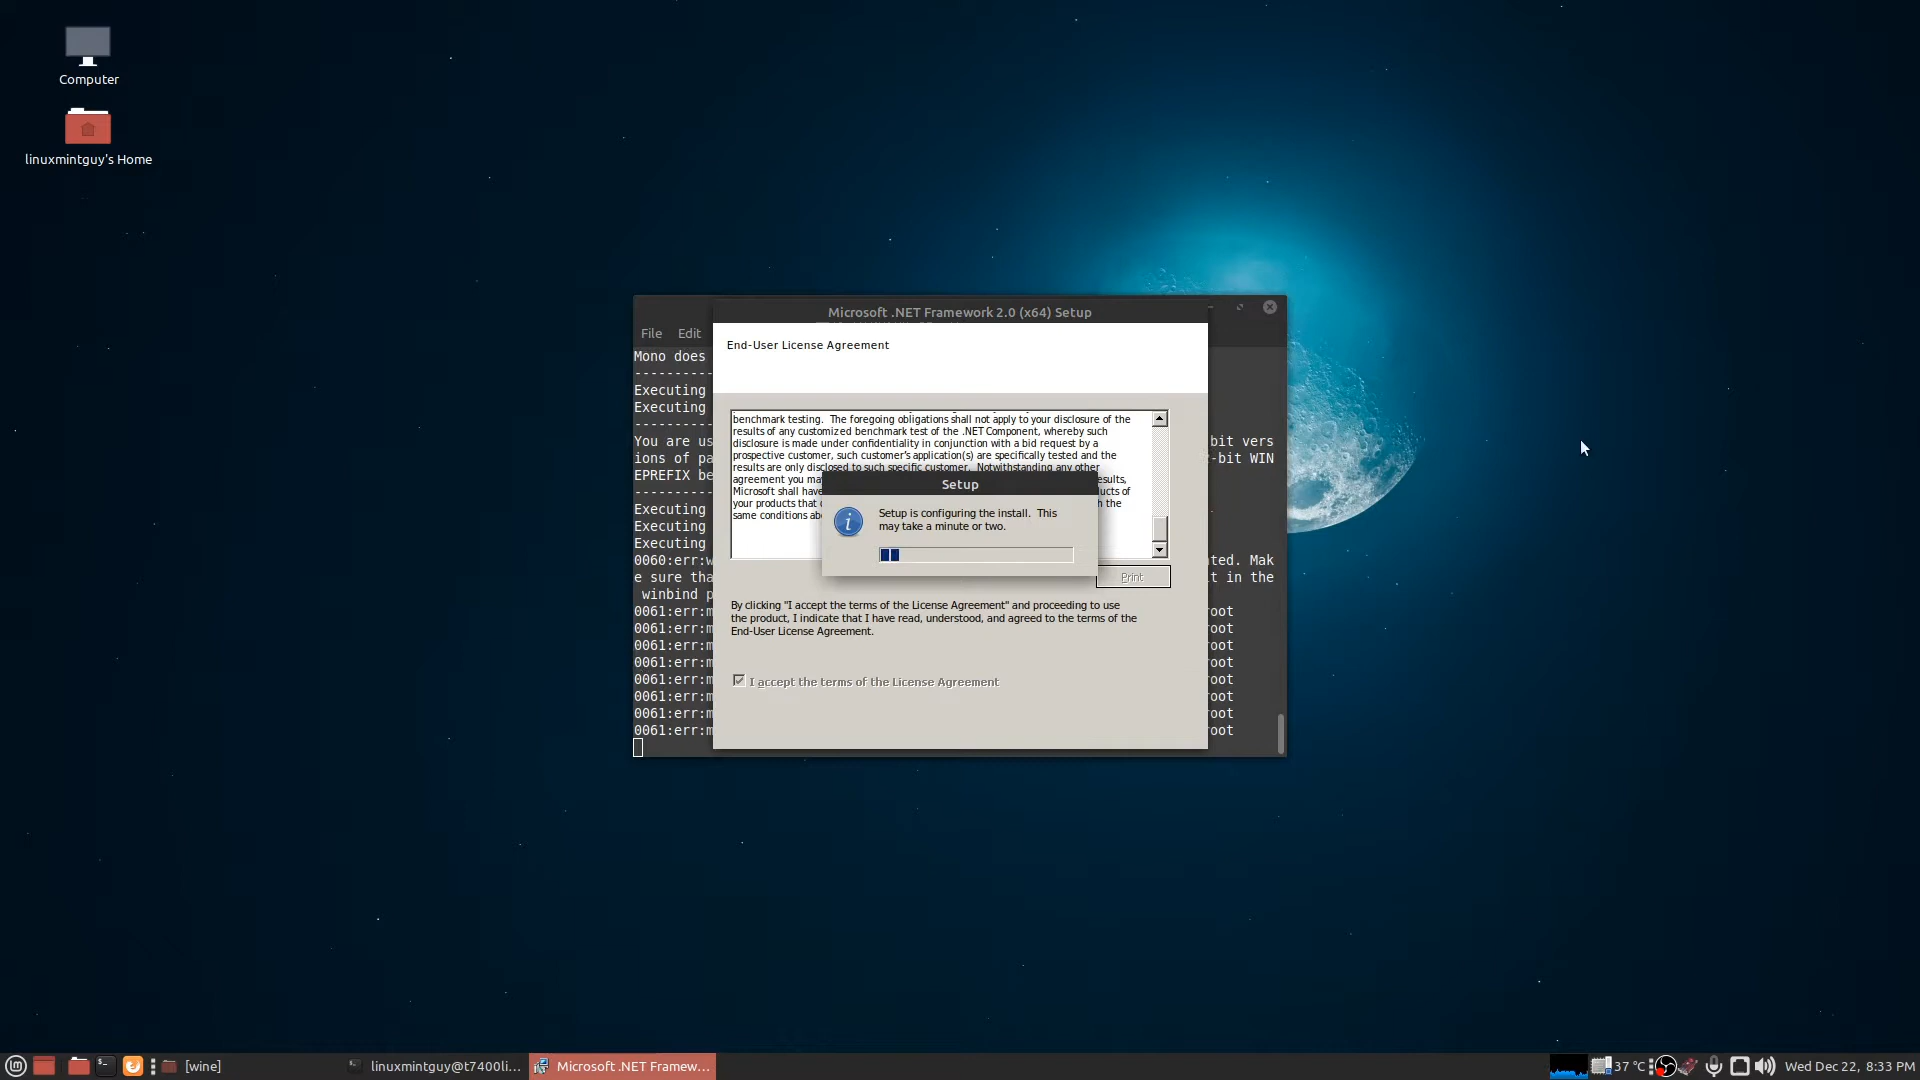 Computer
linuxmintguy's Home
Microsoft .NET Framework 2.0 (x64) Setup
File Edit
End-User License Agreement
Mono does
----------
Executing
Executing
----------
You are us
bit vers
ions of pa
-bit WIN
EPREFIX be
----------
Executing
Executing
Executing
0060:err:w
ted. Mak
e sure tha
t in the
winbind p
0061:err:m
oot
0061:err:m
oot
0061:err:m
oot
0061:err:m
oot
0061:err:m
oot
0061:err:m
oot
0061:err:m
oot
0061:err:m
oot
benchmark testing. The foregoing obligations shall not apply to your disclosure of the
results of any customized benchmark test of the .NET Component, whereby such
disclosure is made under confidentiality in conjunction with a bid request by a
prospective customer, such customer's application(s) are specifically tested and the
results are only disclosed to such specific customer. Notwithstanding any other
agreement you ma
esults,
Microsoft shall have
ucts of
your products that
h the
same conditions ab
Setup
Setup is configuring the install. This
may take a minute or two.
Print
By clicking "I accept the terms of the License Agreement" and proceeding to use
the product, I indicate that I have read, understood, and agreed to the terms of the
End-User License Agreement.
I accept the terms of the License Agreement
[wine]
linuxmintguy@t7400li...
Microsoft .NET Framew...
37 °C
Wed Dec 22, 8:33 PM